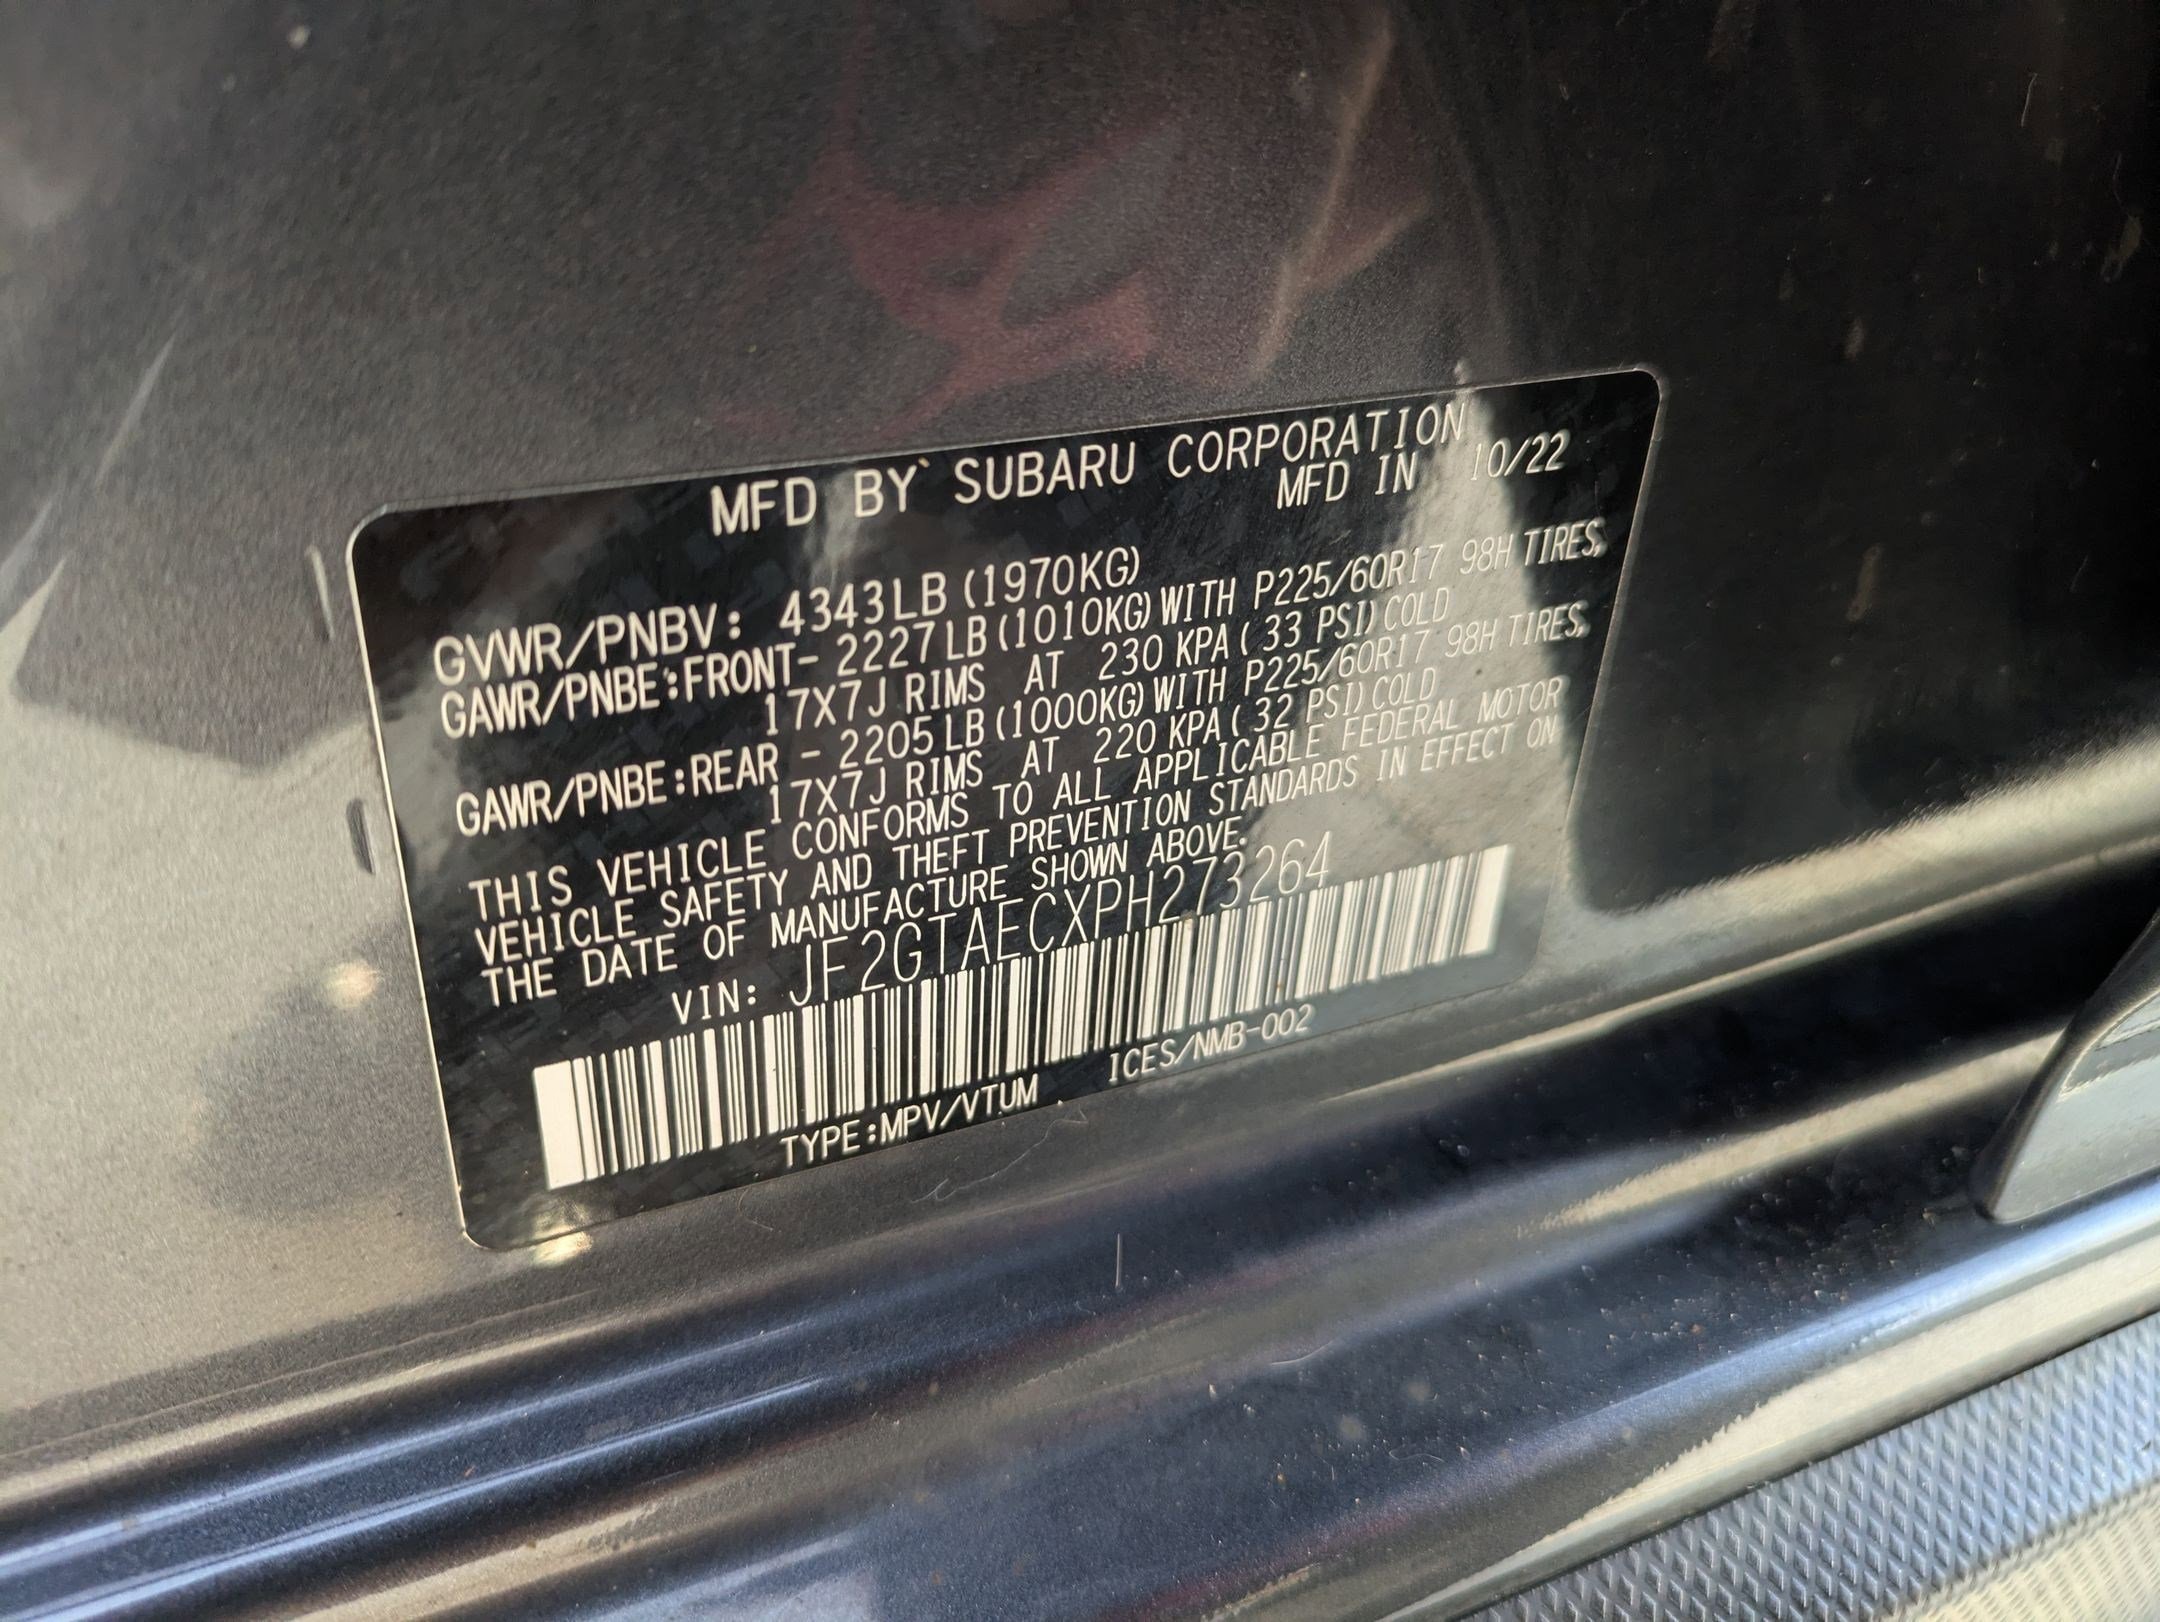 MFD BY SUBARU CORPORATION
MFD IN 10/22
GVWR/PNBV: 4343LB (1970KG)
GAWR/PNBE:FRONT- 2227LB (1010KG) WITH P225/60R17 98H TIRES,
17X7J RIMS AT 230 KPA ( 33 PSI) COLD
GAWR/PNBE:REAR - 2205LB (1000KG) WITH P225/60R17 98H TIRES,
17X7J RIMS AT 220 KPA ( 32 PSI) COLD
THIS VEHICLE CONFORMS TO ALL APPLICABLE FEDERAL MOTOR
VEHICLE SAFETY AND THEFT PREVENTION STANDARDS IN EFFECT ON
THE DATE OF MANUFACTURE SHOWN ABOVE.
VIN: JF2GTAECXPH273264
TYPE:MPV/VTUM ICES/NMB-002